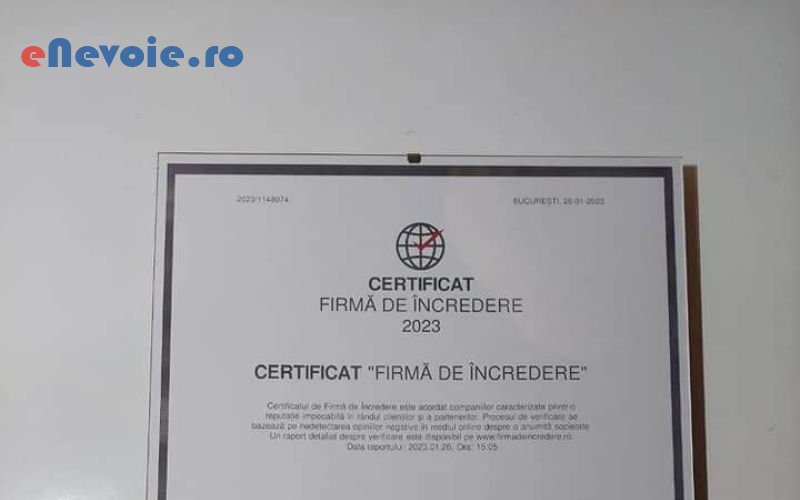 eNevoie.ro
2023/1148074
BUCUREȘTI, 26-01-2023
CERTIFICAT
FIRMĂ DE ÎNCREDERE
2023
CERTIFICAT "FIRMĂ DE ÎNCREDERE"
Certificatul de Firmă de Încredere este acordat companiilor caracterizate printr-o
reputație impecabilă în rândul clienților și a partenerilor. Procesul de verificare se
bazează pe nedetectarea opiniilor negative în mediul online despre o anumită societate
Un raport detaliat despre verificare este disponibil pe www.firmadeincredere.ro
Data raportului: 2023.01.26, Ora: 15:05